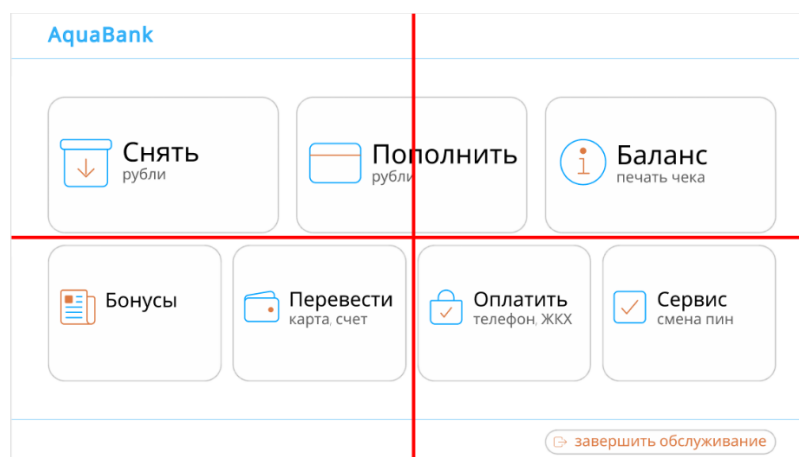 AquaBank
Снять
рубли
Пополнить
рубли
Баланс
печать чека
Бонусы
Перевести
карта, счет
Оплатить
телефон, ЖКХ
Сервис
смена пин
завершить обслуживание